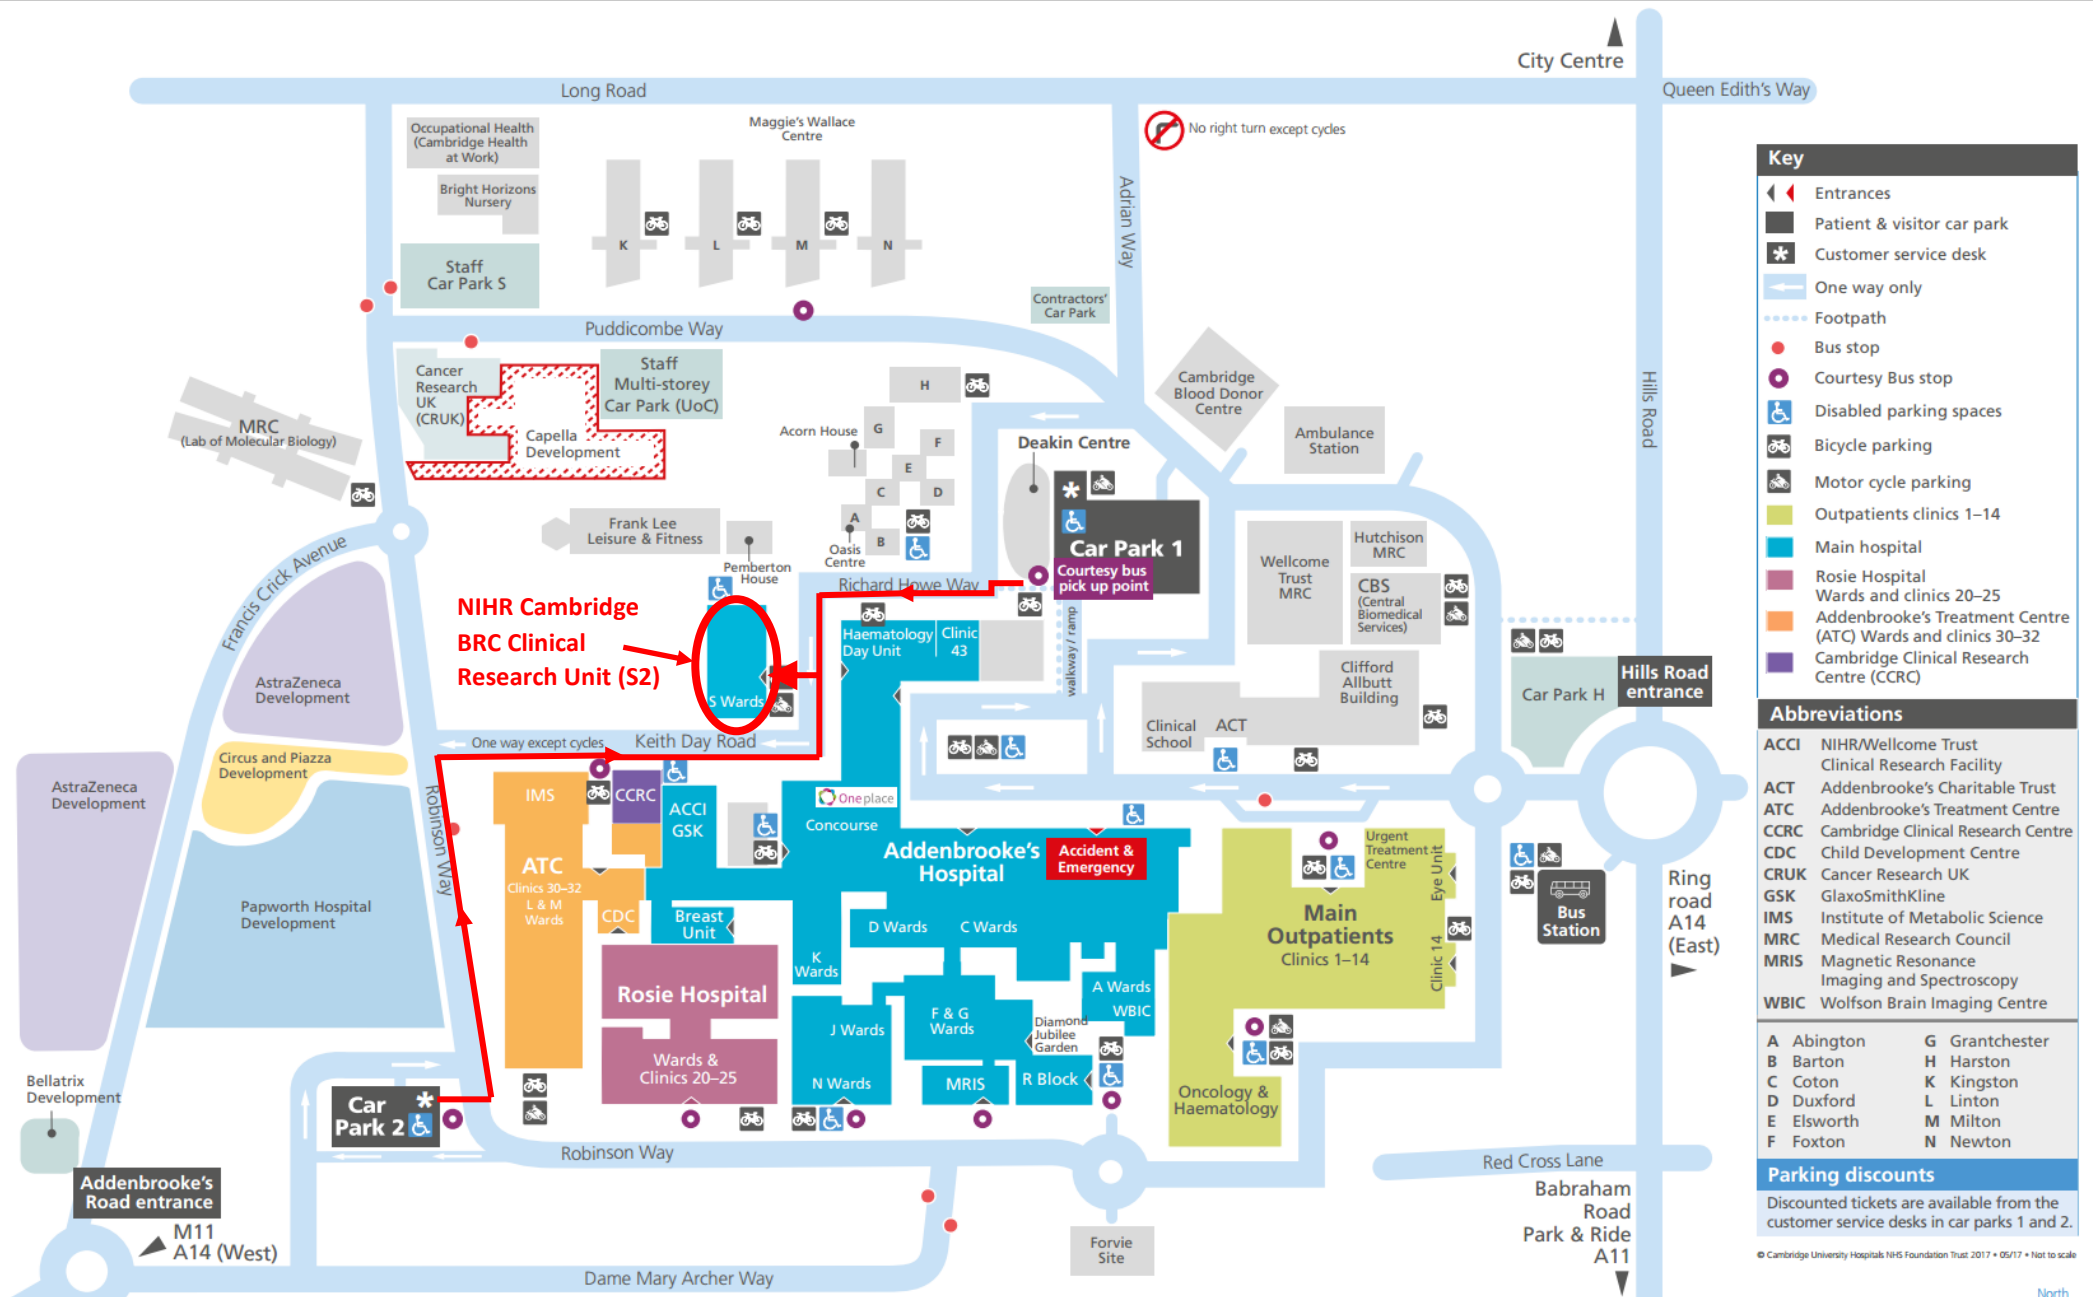 City Centre
Long Road
Queen Edith's Way
Occupational Health
(Cambridge Health
at Work)
Maggie's Wallace
Centre
No right turn except cycles
Bright Horizons
Nursery
Adrian Way
K
L
M
N
Staff
Car Park S
Contractors'
Car Park
Puddicombe Way
Cancer
Research
UK
(CRUK)
Staff
Multi-storey
Car Park (UoC)
Capella
Development
MRC
(Lab of Molecular Biology)
H
Acorn House
G
F
E
C
D
A
B
Oasis
Centre
Deakin Centre
Cambridge
Blood Donor
Centre
Ambulance
Station
Hills Road
Frank Lee
Leisure & Fitness
Pemberton
House
Car Park 1
Courtesy bus
pick up point
Richard Howe Way
Wellcome
Trust
MRC
Hutchison
MRC
CBS
(Central
Biomedical
Services)
Francis Crick Avenue
NIHR Cambridge
BRC Clinical
Research Unit (S2)
S Wards
Haematology
Day Unit
Clinic
43
walkway / ramp
Clifford
Allbutt
Building
Clinical
School
ACT
Car Park H
Hills Road
entrance
AstraZeneca
Development
Circus and Piazza
Development
AstraZeneca
Development
One way except cycles
Keith Day Road
Robinson Way
IMS
CCRC
ACCI
GSK
One place
Concourse
ATC
Clinics 30–32
L & M
Wards
CDC
Breast
Unit
Addenbrooke's
Hospital
Accident &
Emergency
Urgent
Treatment
Centre
Eye Unit
Main
Outpatients
Clinics 1–14
Clinic 14
Bus
Station
Ring
road
A14
(East)
Papworth Hospital
Development
D Wards
C Wards
K
Wards
Rosie Hospital
Wards &
Clinics 20–25
J Wards
N Wards
F & G
Wards
MRIS
A Wards
WBIC
Diamond
Jubilee
Garden
R Block
Oncology &
Haematology
Bellatrix
Development
Car
Park 2
Robinson Way
Addenbrooke's
Road entrance
M11
A14 (West)
Dame Mary Archer Way
Forvie
Site
Red Cross Lane
Babraham
Road
Park & Ride
A11
Key
Entrances
Patient & visitor car park
Customer service desk
One way only
Footpath
Bus stop
Courtesy Bus stop
Disabled parking spaces
Bicycle parking
Motor cycle parking
Outpatients clinics 1–14
Main hospital
Rosie Hospital
Wards and clinics 20–25
Addenbrooke's Treatment Centre
(ATC) Wards and clinics 30–32
Cambridge Clinical Research
Centre (CCRC)
Abbreviations
ACCI NIHR/Wellcome Trust
Clinical Research Facility
ACT Addenbrooke's Charitable Trust
ATC Addenbrooke's Treatment Centre
CCRC Cambridge Clinical Research Centre
CDC Child Development Centre
CRUK Cancer Research UK
GSK GlaxoSmithKline
IMS Institute of Metabolic Science
MRC Medical Research Council
MRIS Magnetic Resonance
Imaging and Spectroscopy
WBIC Wolfson Brain Imaging Centre
A Abington G Grantchester
B Barton H Harston
C Coton K Kingston
D Duxford L Linton
E Elsworth M Milton
F Foxton N Newton
Parking discounts
Discounted tickets are available from the
customer service desks in car parks 1 and 2.
© Cambridge University Hospitals NHS Foundation Trust 2017 • 05/17 • Not to scale
North